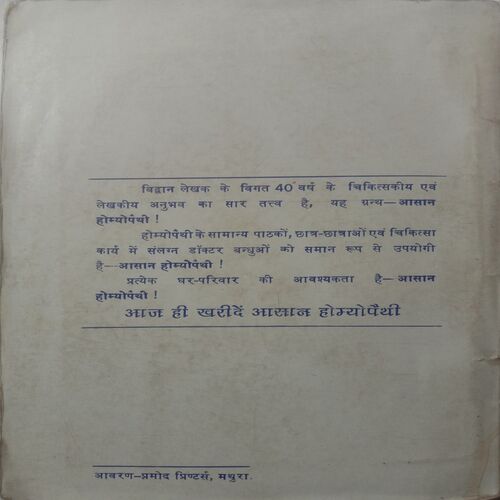 विद्वान लेखक के विगत 40 वर्ष के चिकित्सकीय एवं
लेखकीय अनुभव का सार तत्त्व है, यह ग्रन्थ—आसान
होम्योपैथी !
होम्योपैथी के सामान्य पाठकों, छात्र-छात्राओं एवं चिकित्सा
कार्य में संलग्न डॉक्टर बन्धुओं को समान रूप से उपयोगी
है—आसान होम्योपैथी !
प्रत्येक घर-परिवार की आवश्यकता है—आसान
होम्योपैथी !
आज ही खरीदें आसान होम्योपैथी
आवरण-प्रमोद प्रिण्टर्स, मथुरा.